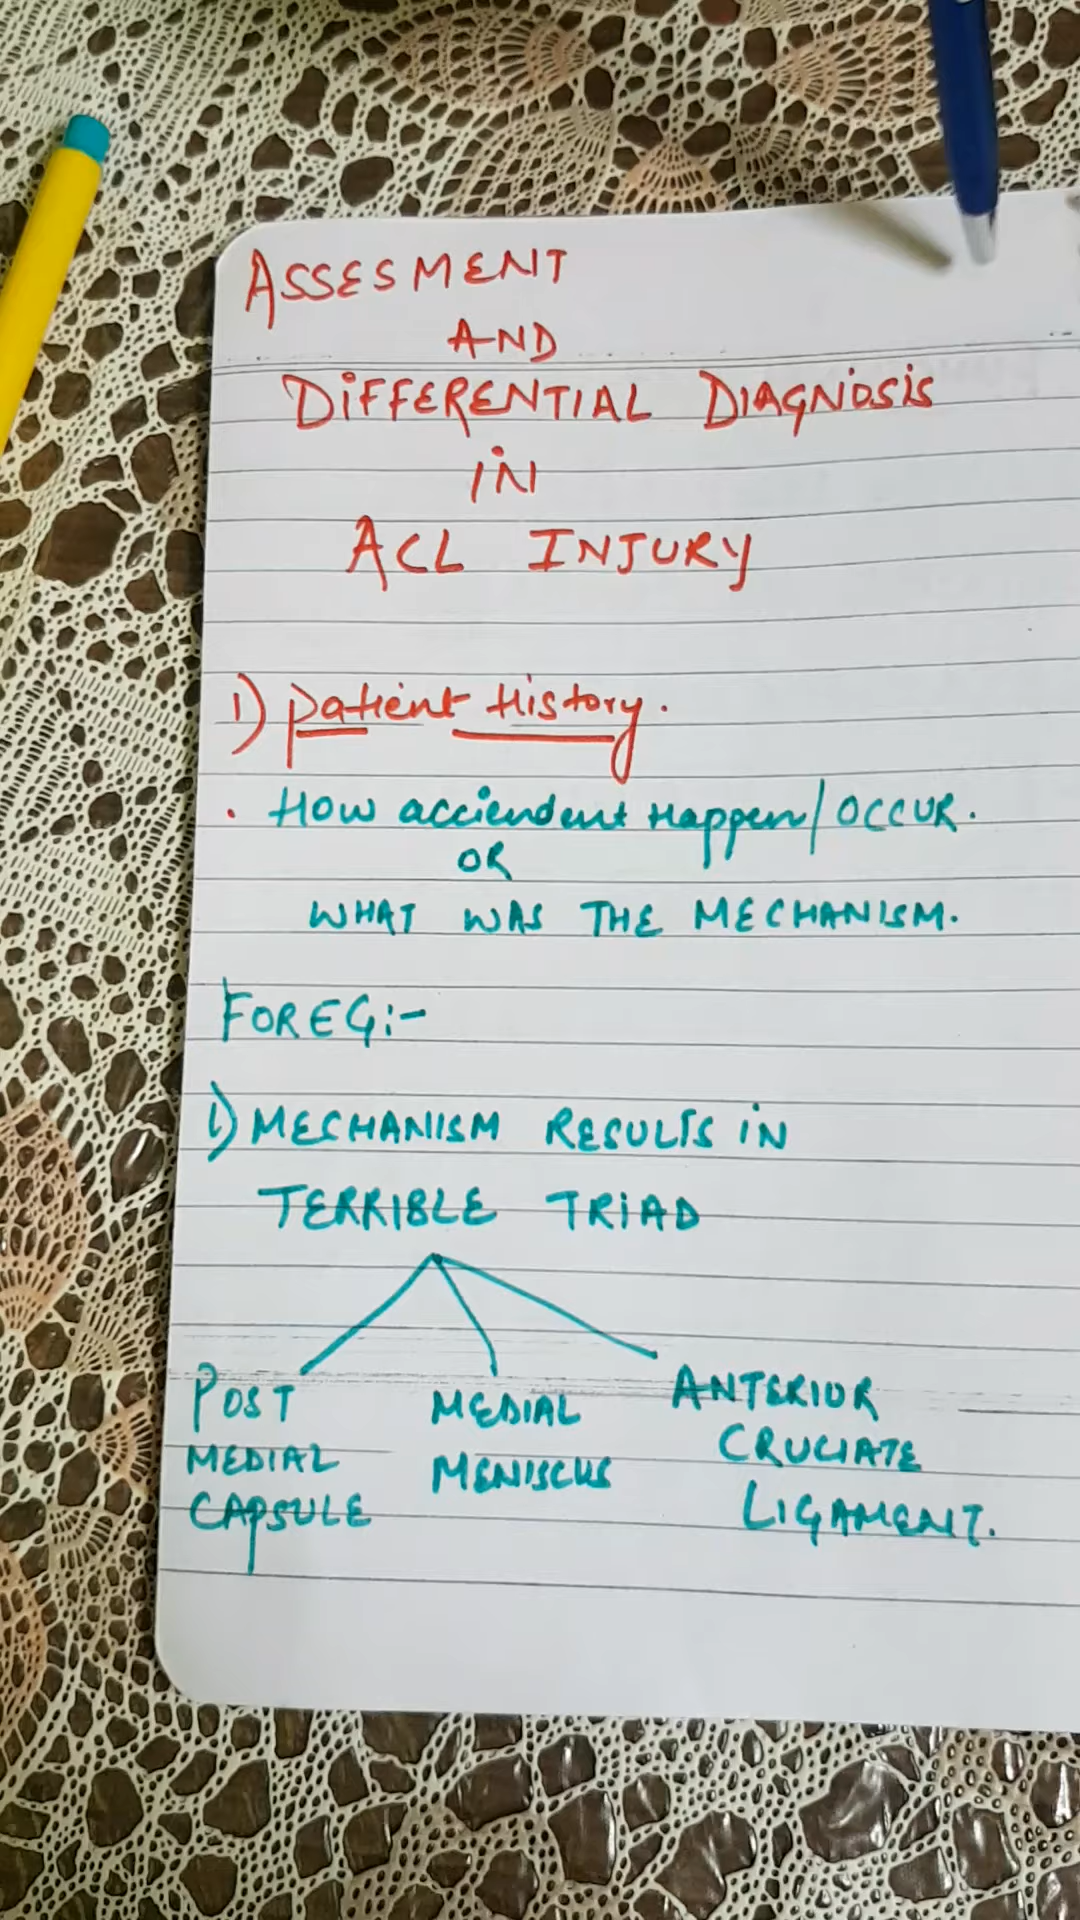 ASSESMENT
AND
DIFFERENTIAL DIAGNOSIS
IN
ACL INJURY
1) Patient History.
. How acciendent Happen/OCCUR.
OR
WHAT WAS THE MECHANISM.
FOREG:-
1) MECHANISM RESULTS IN
TERRIBLE TRIAD
POST MEDIAL CAPSULE
MEDIAL MENISCUS
ANTERIOR CRUCIATE LIGAMENT.